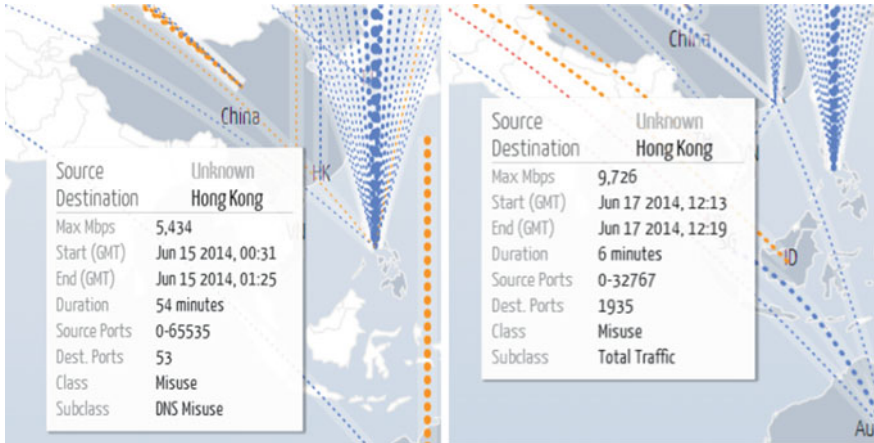 China
HK
Source Unknown
Destination Hong Kong
Max Mbps 5,434
Start (GMT) Jun 15 2014, 00:31
End (GMT) Jun 15 2014, 01:25
Duration 54 minutes
Source Ports 0-65535
Dest. Ports 53
Class Misuse
Subclass DNS Misuse
China
Source Unknown
Destination Hong Kong
Max Mbps 9,726
Start (GMT) Jun 17 2014, 12:13
End (GMT) Jun 17 2014, 12:19
Duration 6 minutes
Source Ports 0-32767
Dest. Ports 1935
Class Misuse
Subclass Total Traffic
ID
Au